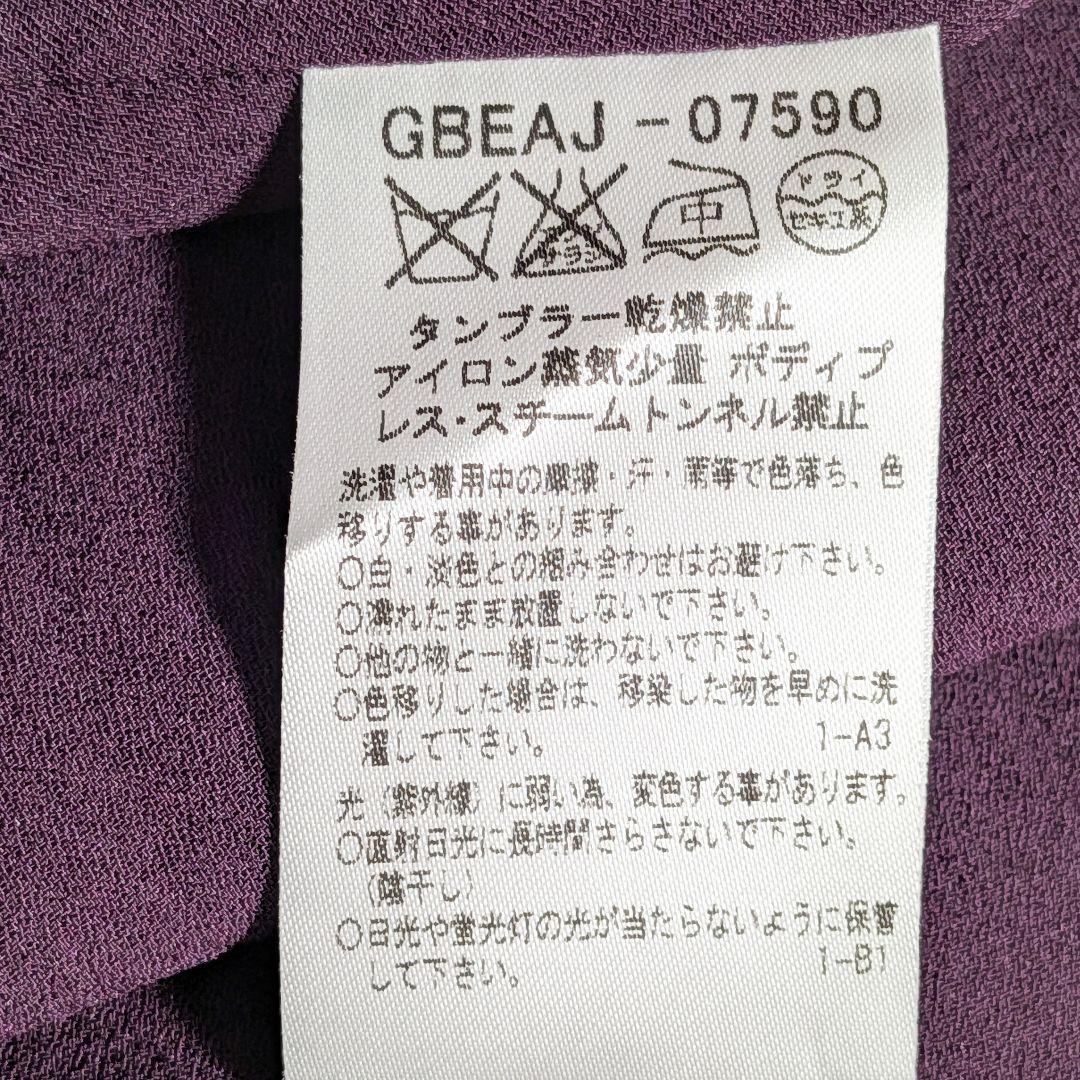 GBEAJ-07590
中
ドライ
セキユ系
タンブラー乾燥禁止
アイロン蒸気少量 ボディプ
レス・スチームトンネル禁止
洗濯や着用中の摩擦・汗・雨等で色落ち、色
移りする事があります。
○白・淡色との組み合わせはお避け下さい。
○濡れたまま放置しないで下さい。
○他の物と一緒に洗わないで下さい。
○色移りした場合は、移染した物を早めに洗
濯して下さい。 1-A3
光(紫外線)に弱い為、変色する事があります。
○直射日光に長時間さらさないで下さい。
(陰干し)
○日光や蛍光灯の光が当たらないように保管
して下さい。 1-B1